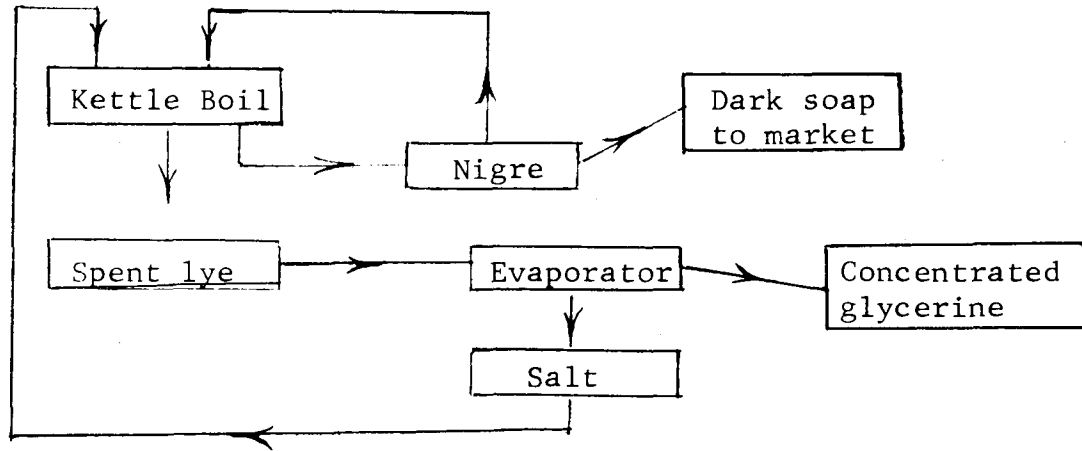 Kettle Boil
Dark soap
to market
Nigre
Spent lye
Evaporator
Concentrated
glycerine
Salt